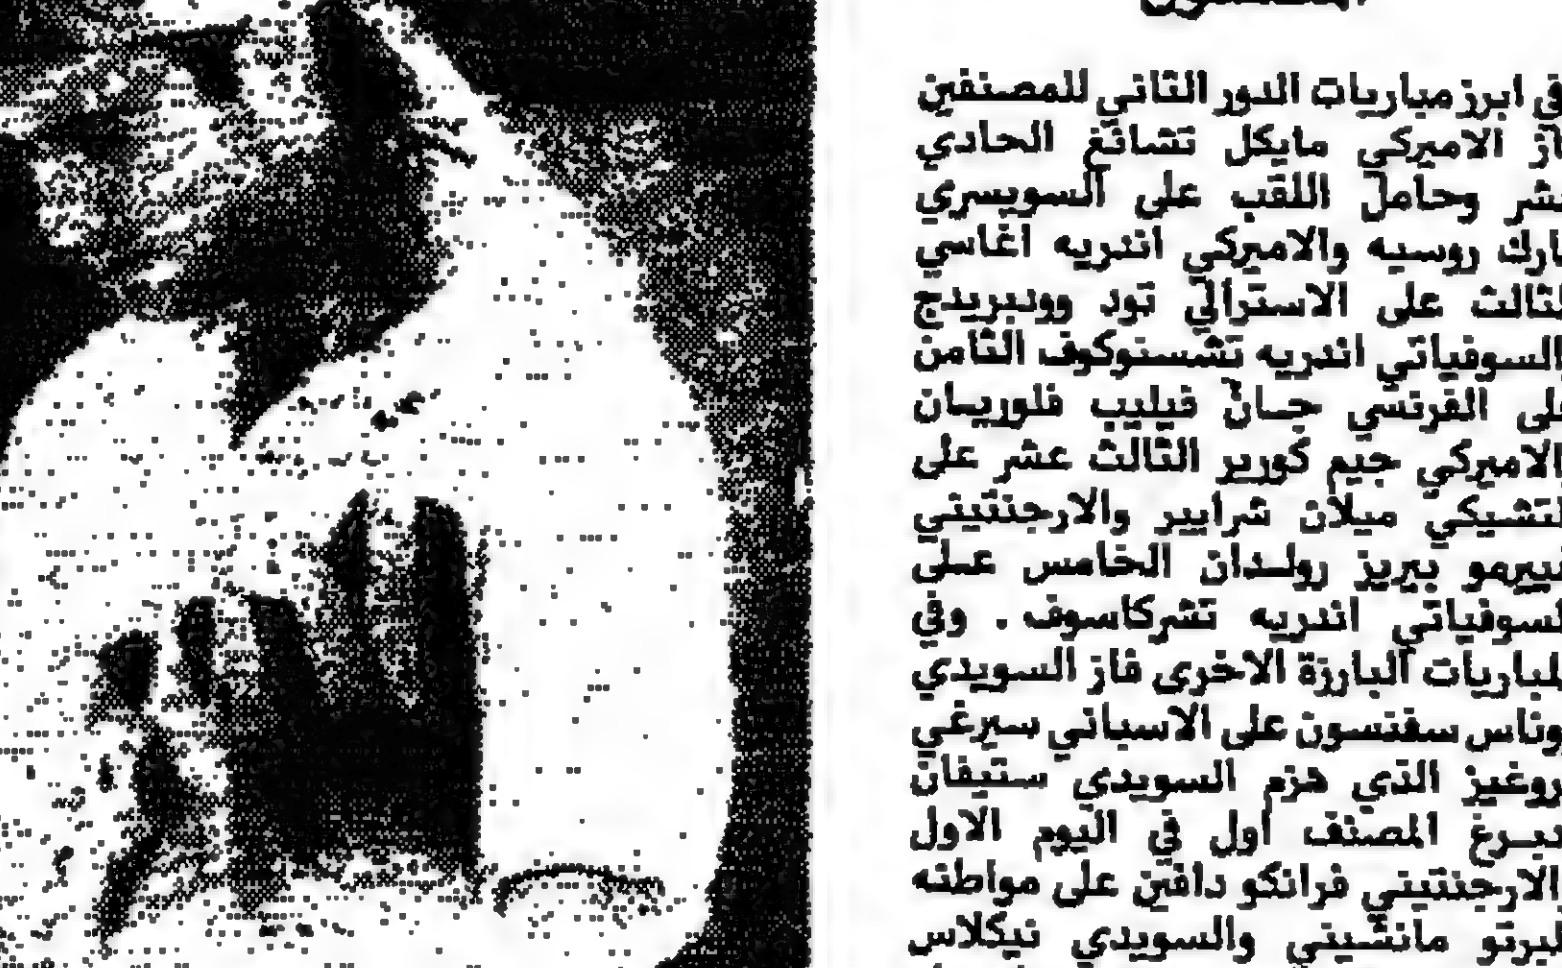 في ابرز مباريات الدور الثاني للمصنفين
فاز الاميركي مايكل تشانغ الحادي
عشر وحامل اللقب على السويسري
مارك روسيه والاميركي اندريه اغاسي
الثالث على الاسترالي تود وودبريدج
والسوفياتي اندريه تشسنوكوف الثامن
على الفرنسي جان فيليب فلوريان
والاميركي جيم كوريير الثالث عشر على
التشيكي ميلان شرايبر والارجنتيني
غييرمو بيريز رولدان الخامس على
السوفياتي اندريه تشركاسوف . وفي
المباريات البارزة الاخرى فاز السويدي
يوناس سفنسون على الاسباني سيرغي
بروغيز الذي هزم السويدي ستيفان
ادبرغ المصنف أول في اليوم الاول
والارجنتيني فرانكو دافين على مواطنه
البرتو مانشيني والسويدي نيكلاس